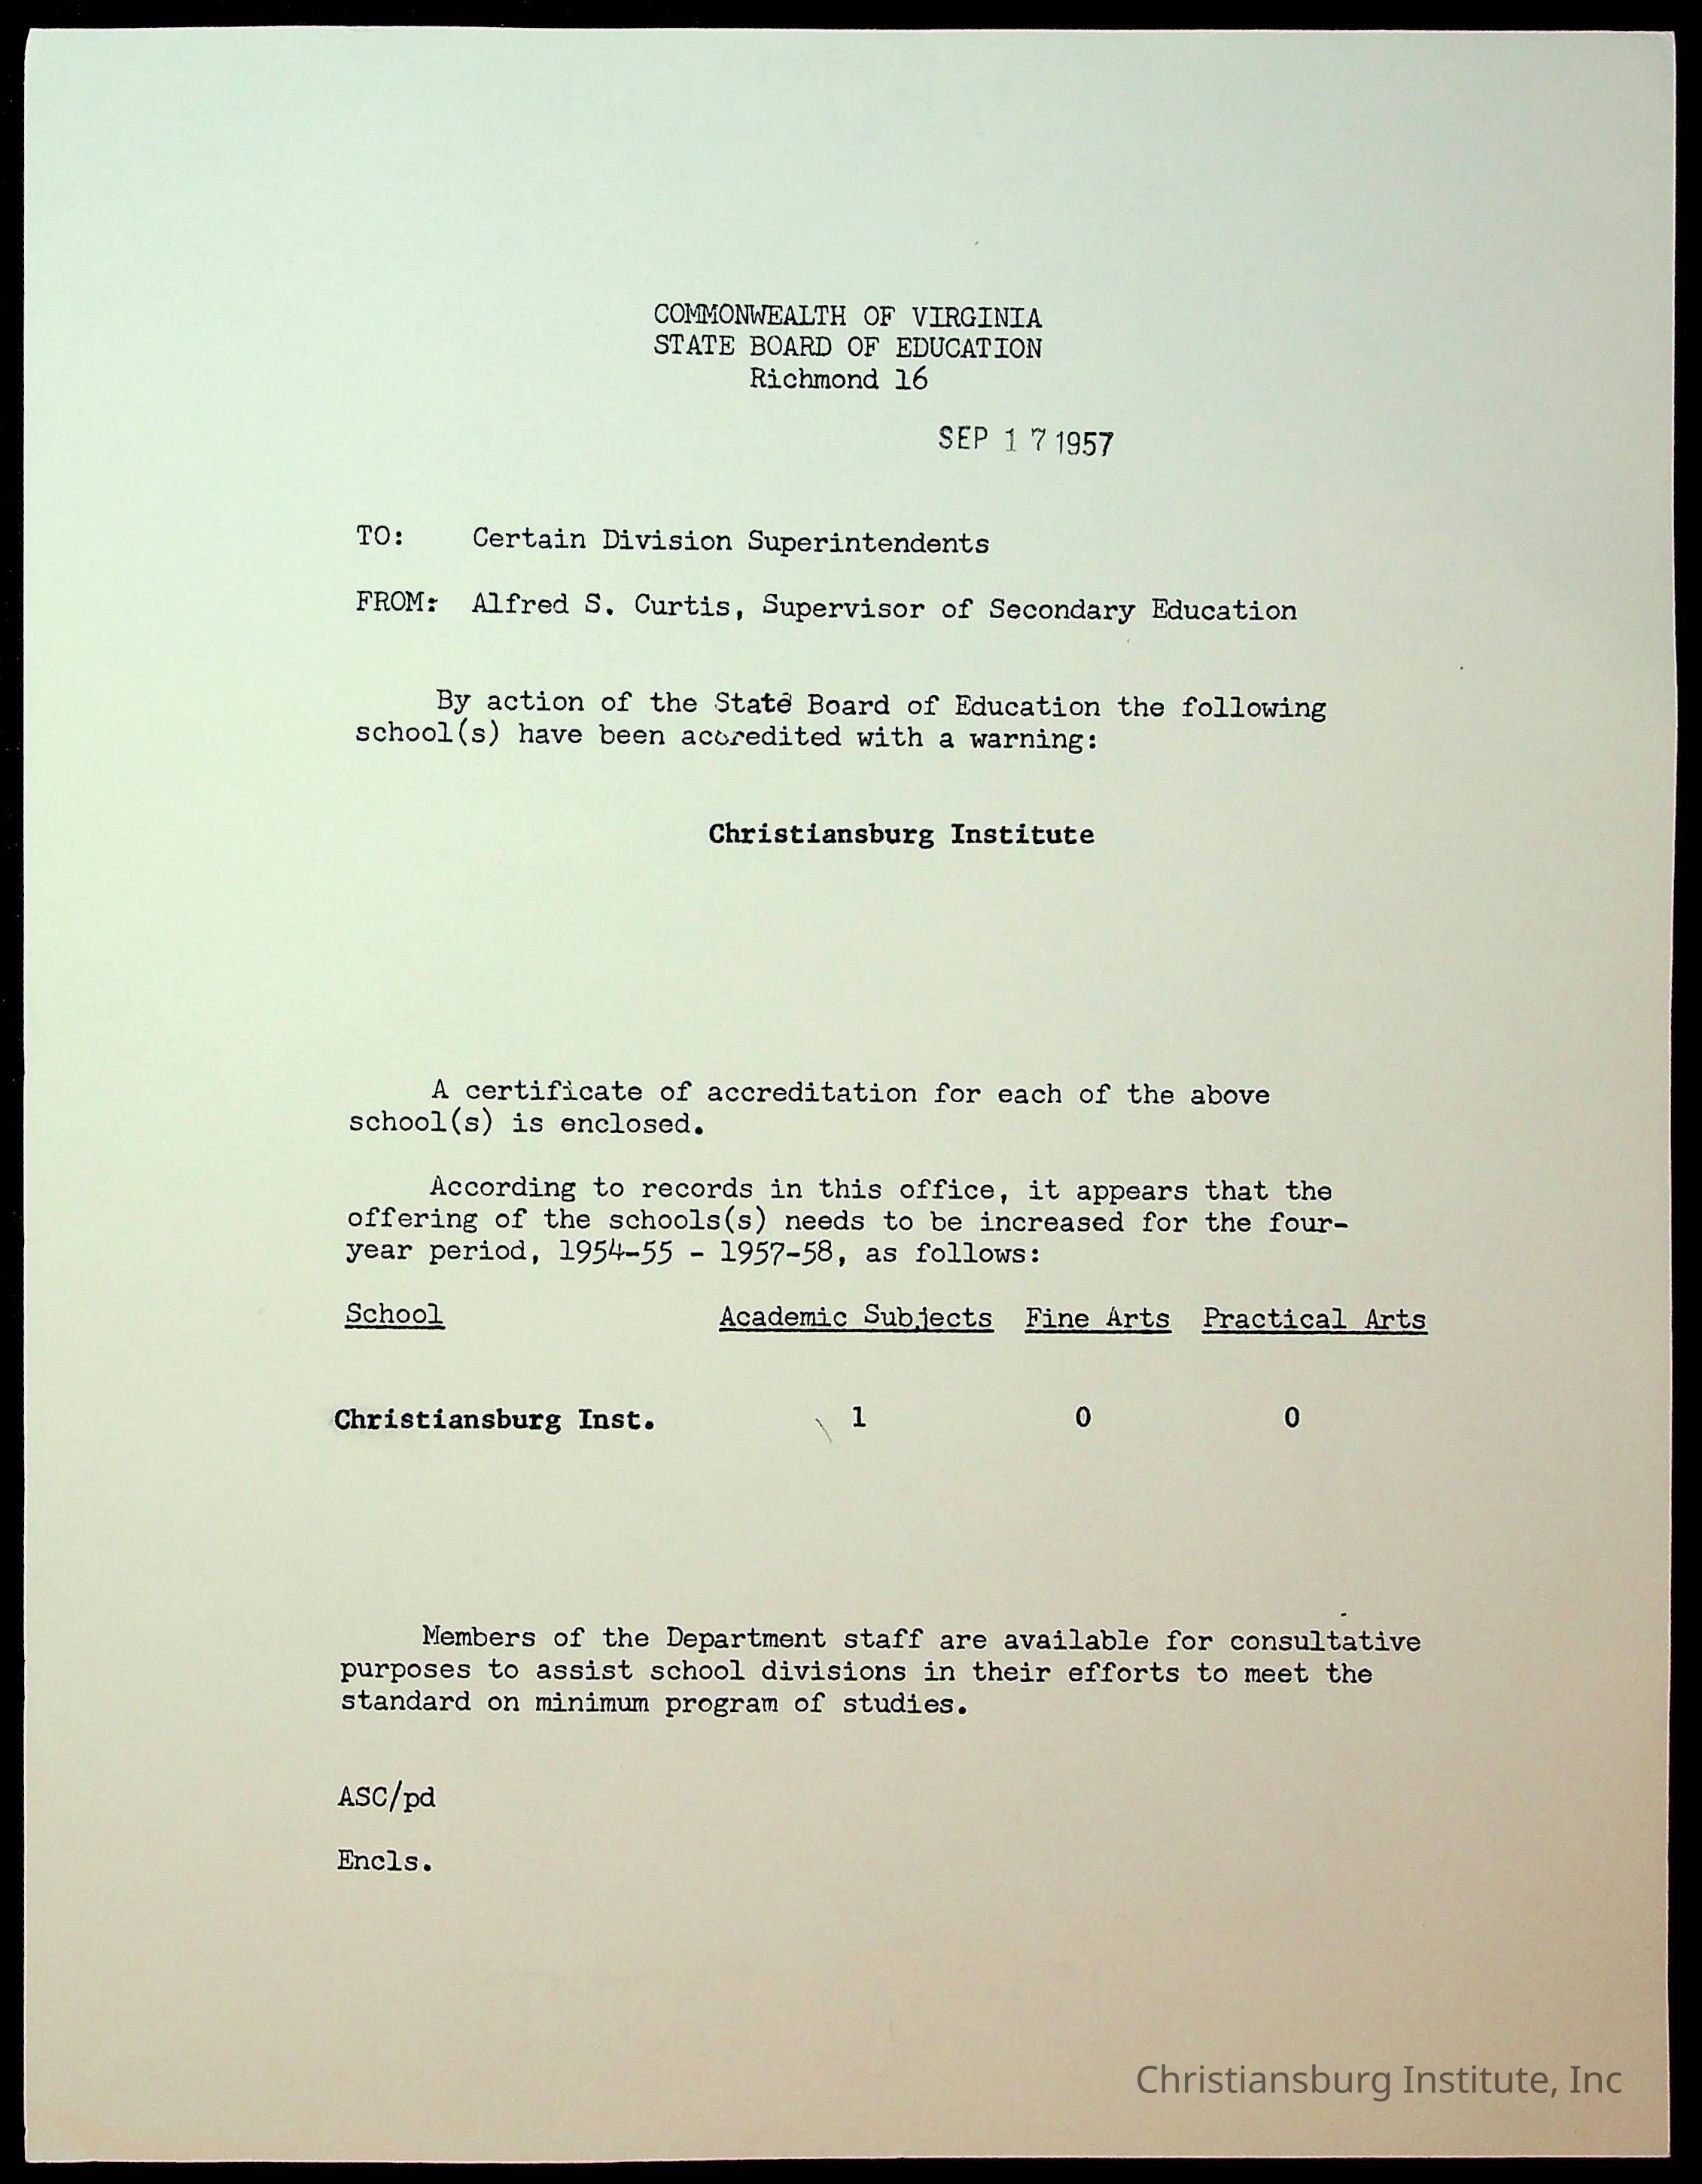 COMMONWEALTH OF VIRGINIA
STATE BOARD OF EDUCATION
Richmond 16
SEP 17 1957
TO: Certain Division Superintendents
FROM: Alfred S. Curtis, Supervisor of Secondary Education
By action of the State Board of Education the following
school(s) have been accredited with a warning:
Christiansburg Institute
A certificate of accreditation for each of the above
school(s) is enclosed.
According to records in this office, it appears that the
offering of the schools(s) needs to be increased for the four-
year period, 1954-55 - 1957-58, as follows:
School Academic Subjects Fine Arts Practical Arts
Christiansburg Inst. 1 0 0
Members of the Department staff are available for consultative
purposes to assist school divisions in their efforts to meet the
standard on minimum program of studies.
ASC/pd
Encls.
Christiansburg Institute, Inc